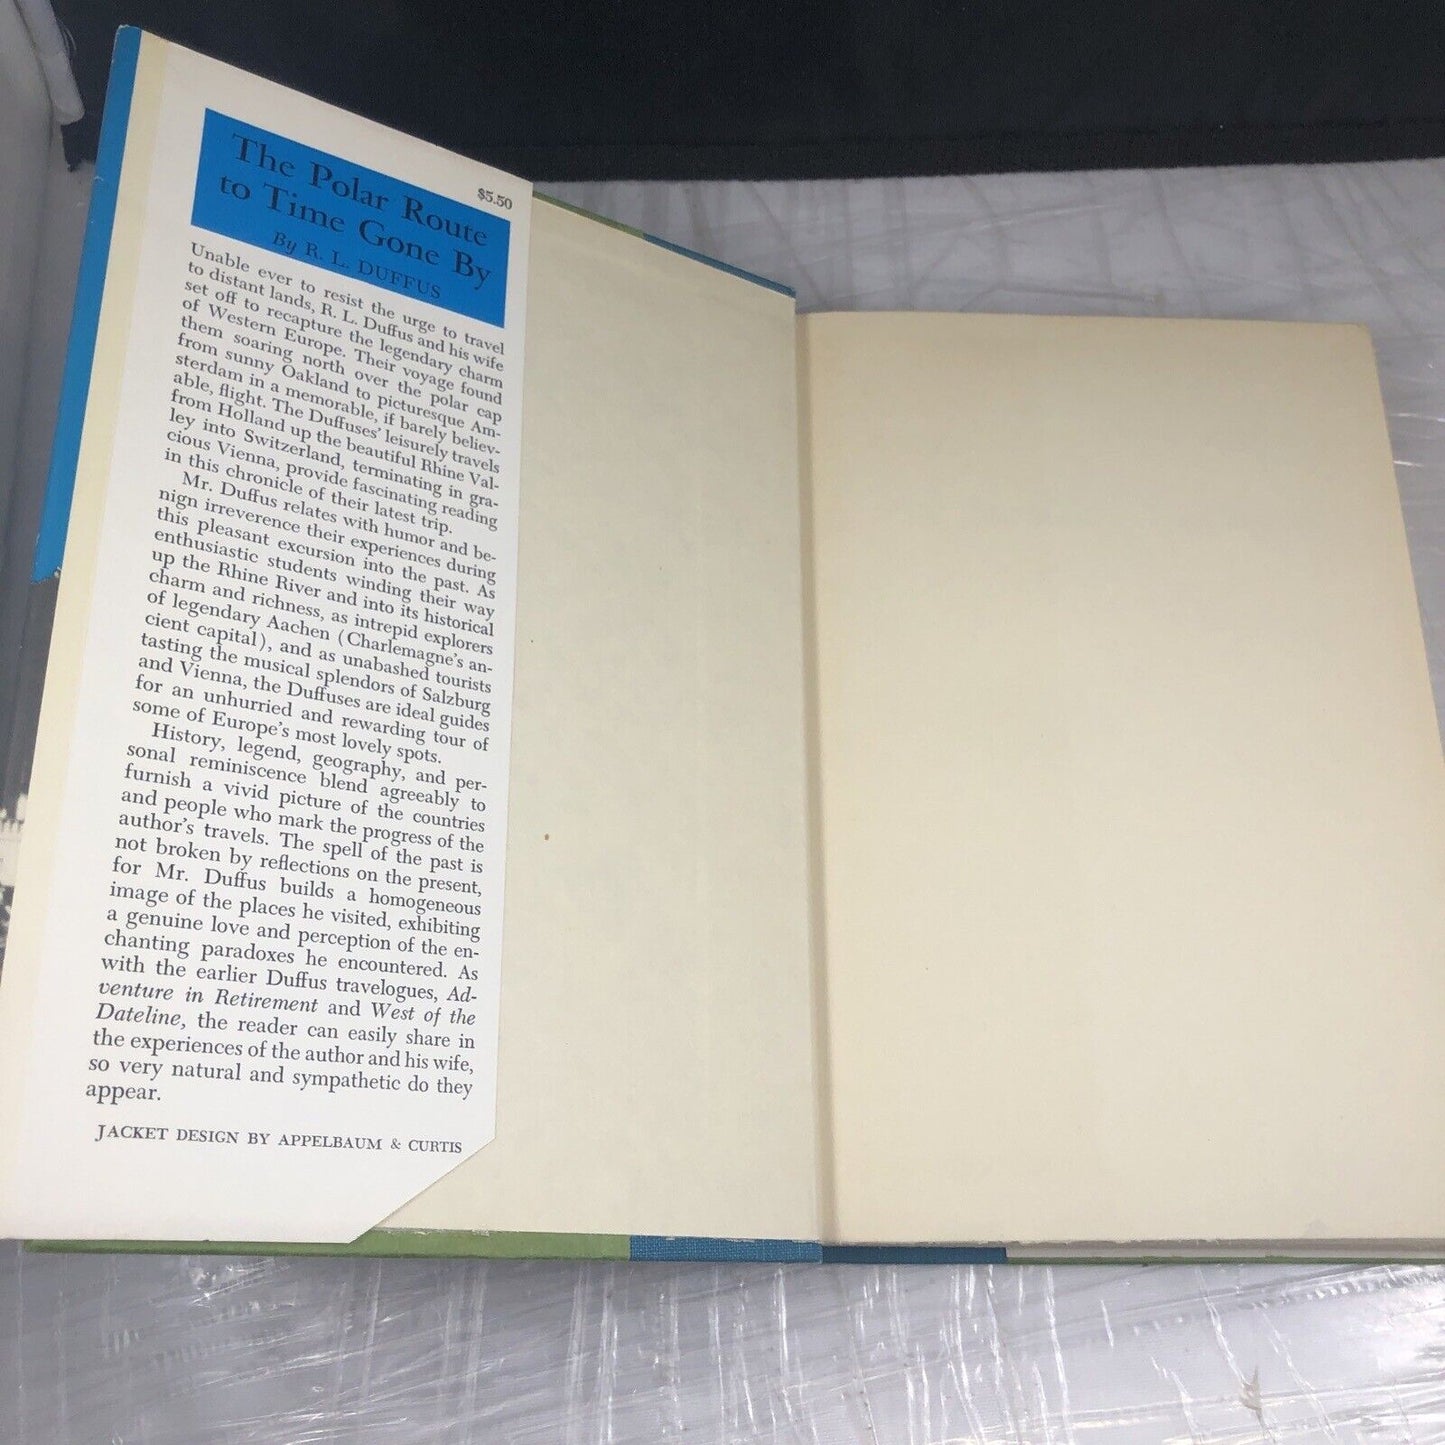 $5.50
The Polar Route
to Time Gone By
By R. L. DUFFUS
Unable ever to resist the urge to travel
to distant lands, R. L. Duffus and his wife
set off to recapture the legendary charm
of Western Europe. Their voyage found
them soaring north over the polar cap
from sunny Oakland to picturesque Am-
sterdam in a memorable, if barely believ-
able, flight. The Duffuses' leisurely travels
from Holland up the beautiful Rhine Val-
ley into Switzerland, terminating in gra-
cious Vienna, provide fascinating reading
in this chronicle of their latest trip.
Mr. Duffus relates with humor and be-
nign irreverence their experiences during
this pleasant excursion into the past. As
enthusiastic students winding their way
up the Rhine River and into its historical
charm and richness, as intrepid explorers
of legendary Aachen (Charlemagne's an-
cient capital), and as unabashed tourists
tasting the musical splendors of Salzburg
and Vienna, the Duffuses are ideal guides
for an unhurried and rewarding tour of
some of Europe's most lovely spots.
History, legend, geography, and per-
sonal reminiscence blend agreeably to
furnish a vivid picture of the countries
and people who mark the progress of the
author's travels. The spell of the past is
not broken by reflections on the present,
for Mr. Duffus builds a homogeneous
image of the places he visited, exhibiting
a genuine love and perception of the en-
chanting paradoxes he encountered. As
with the earlier Duffus travelogues, Ad-
venture in Retirement and West of the
Dateline, the reader can easily share in
the experiences of the author and his wife,
so very natural and sympathetic do they
appear.
JACKET DESIGN BY APPELBAUM & CURTIS